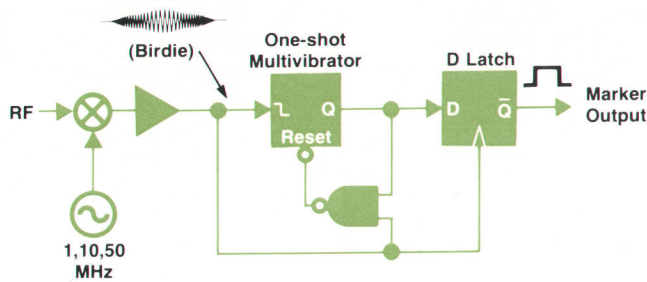 (Birdie)
One-shot
Multivibrator
D Latch
RF
Q
Reset
D
Q̅
Marker
Output
1,10,50
MHz